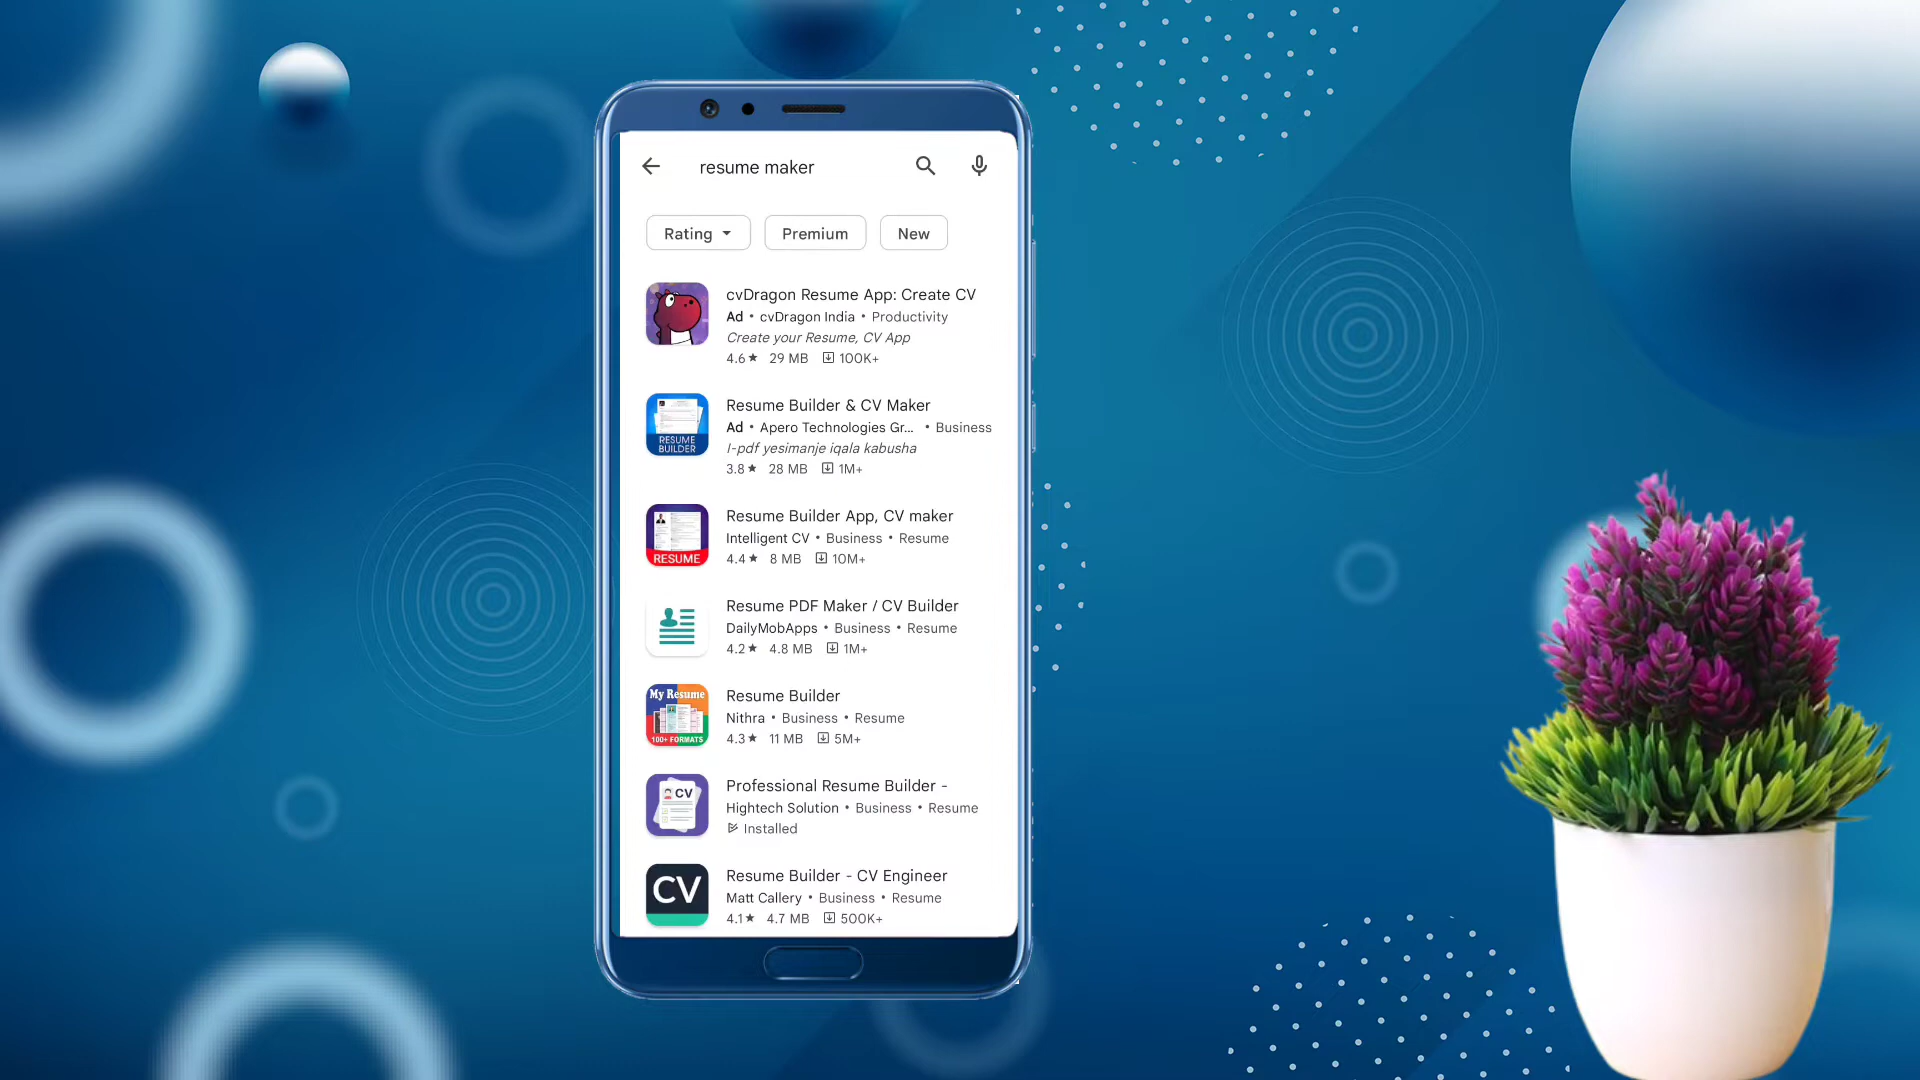 resume maker
Rating
Premium
New
cvDragon Resume App: Create CV
Ad • cvDragon India • Productivity
Create your Resume, CV App
4.6★ 29 MB 100K+
RESUME
BUILDER
Resume Builder & CV Maker
Ad • Apero Technologies Gr... • Business
I-pdf yesimanje iqala kabusha
3.8★ 28 MB 1M+
RESUME
Resume Builder App, CV maker
Intelligent CV • Business • Resume
4.4★ 8 MB 10M+
Resume PDF Maker / CV Builder
DailyMobApps • Business • Resume
4.2★ 4.8 MB 1M+
My Resume
100+ FORMATS
Resume Builder
Nithra • Business • Resume
4.3★ 11 MB 5M+
CV
Professional Resume Builder -
Hightech Solution • Business • Resume
Installed
CV
Resume Builder - CV Engineer
Matt Callery • Business • Resume
4.1★ 4.7 MB 500K+